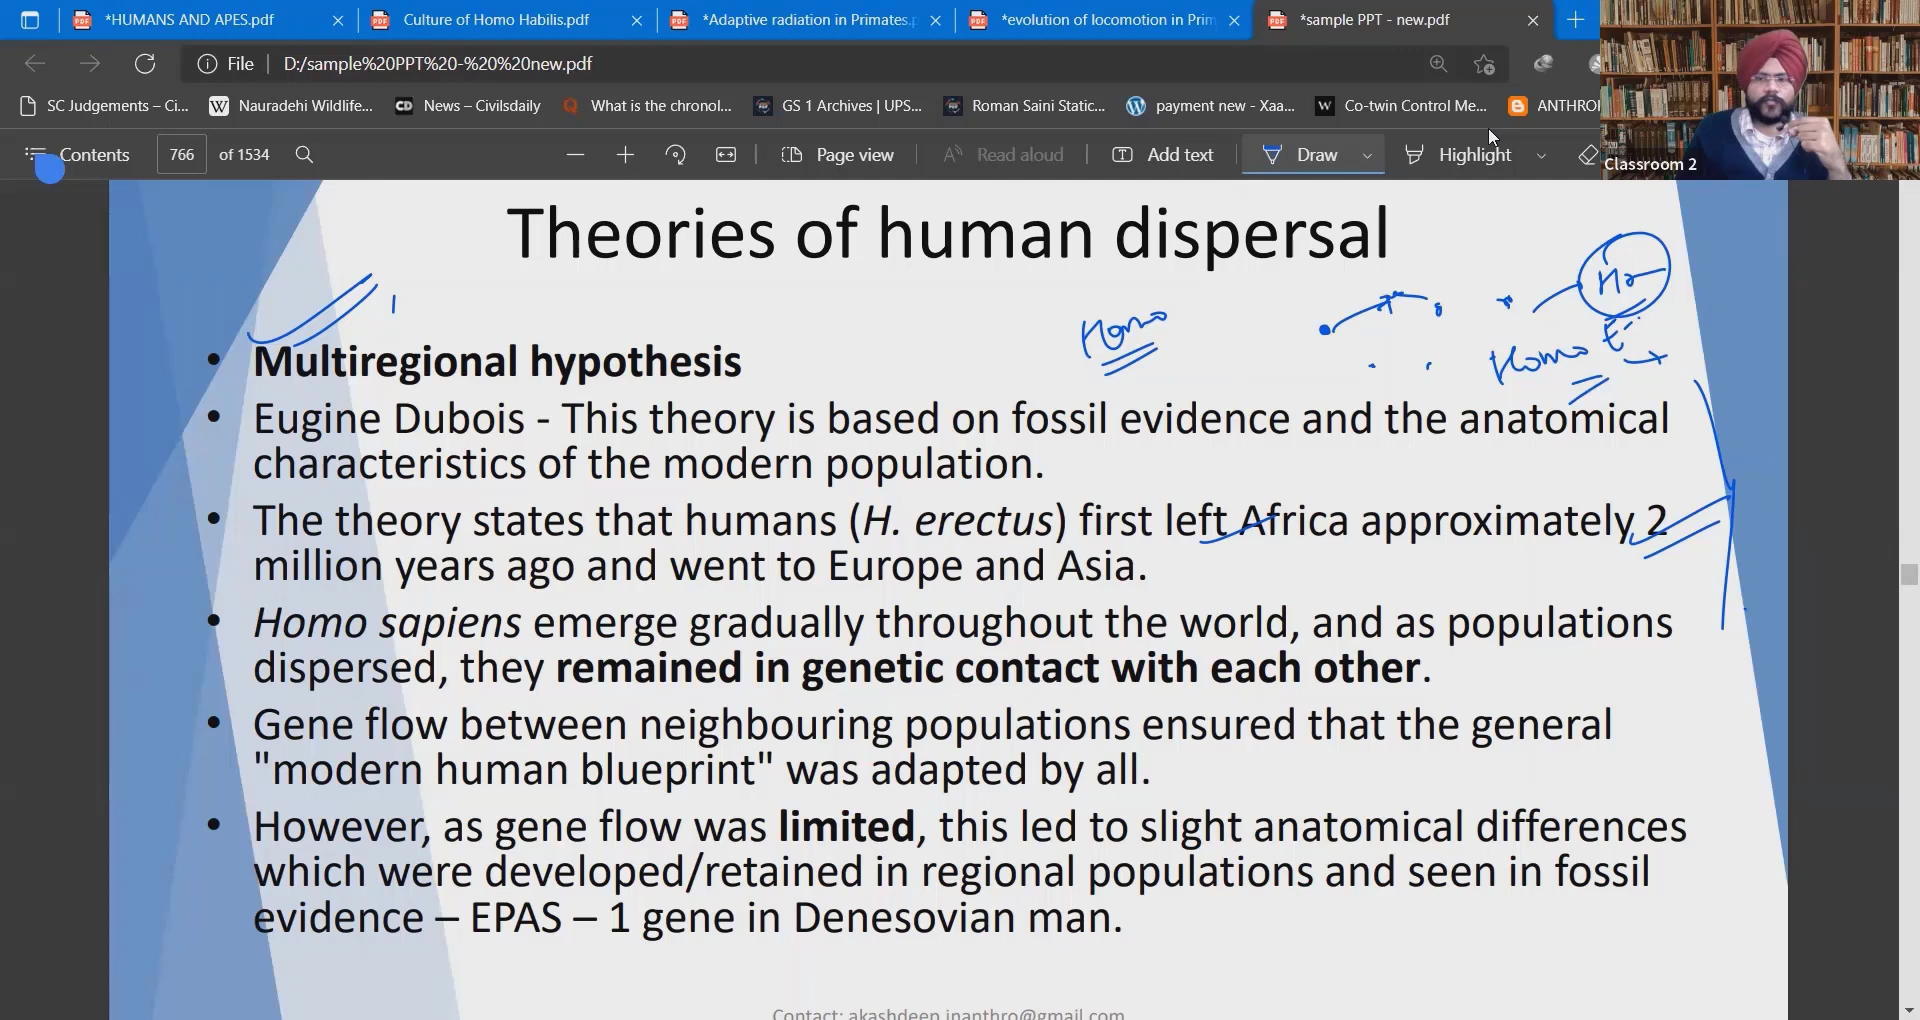 *HUMANS AND APES.pdf
Culture of Homo Habilis.pdf
*Adaptive radiation in Primates.p
*evolution of locomotion in Prim
*sample PPT - new.pdf
File D:/sample%20PPT%20-%20%20new.pdf
SC Judgements – Ci...
Nauradehi Wildlife...
News – Civilsdaily
What is the chronol...
GS 1 Archives | UPS...
Roman Saini Static...
payment new - Xaa...
Co-twin Control Me...
ANTHRO
Contents 766 of 1534 Page view Read aloud Add text Draw Highlight
Classroom 2
Theories of human dispersal
Homo
Homo E
• Multiregional hypothesis
• Eugine Dubois - This theory is based on fossil evidence and the anatomical
characteristics of the modern population.
• The theory states that humans (H. erectus) first left Africa approximately 2
million years ago and went to Europe and Asia.
• Homo sapiens emerge gradually throughout the world, and as populations
dispersed, they remained in genetic contact with each other.
• Gene flow between neighbouring populations ensured that the general
"modern human blueprint" was adapted by all.
• However, as gene flow was limited, this led to slight anatomical differences
which were developed/retained in regional populations and seen in fossil
evidence – EPAS – 1 gene in Denesovian man.
Contact: akashdeep.inanthro@gmail.com